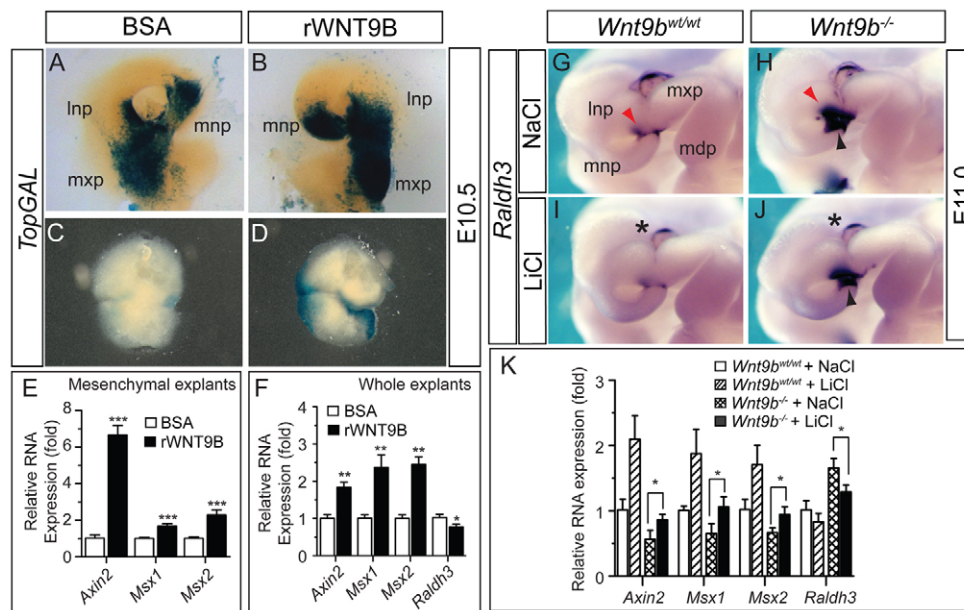 BSA
rWNT9B
TopGAL
A
lnp
mnp
mxp
B
lnp
mnp
mxp
C
D
E10.5
Wnt9b^wt/wt
Wnt9b^-/-
Raldh3
NaCl
LiCl
G
lnp
mxp
mnp
mdp
H
I
*
J
*
E11.0
E
Mesenchymal explants
BSA
rWNT9B
Relative RNA
Expression (fold)
8
6
4
2
0
***
***
***
Axin2
Msx1
Msx2
F
Whole explants
BSA
rWNT9B
Relative RNA
Expression (fold)
**
**
**
*
Axin2
Msx1
Msx2
Raldh3
K
Wnt9b^wt/wt + NaCl
Wnt9b^wt/wt + LiCl
Wnt9b^-/- + NaCl
Wnt9b^-/- + LiCl
Relative RNA expression (fold)
3
2
1
0
*
*
*
*
Axin2
Msx1
Msx2
Raldh3